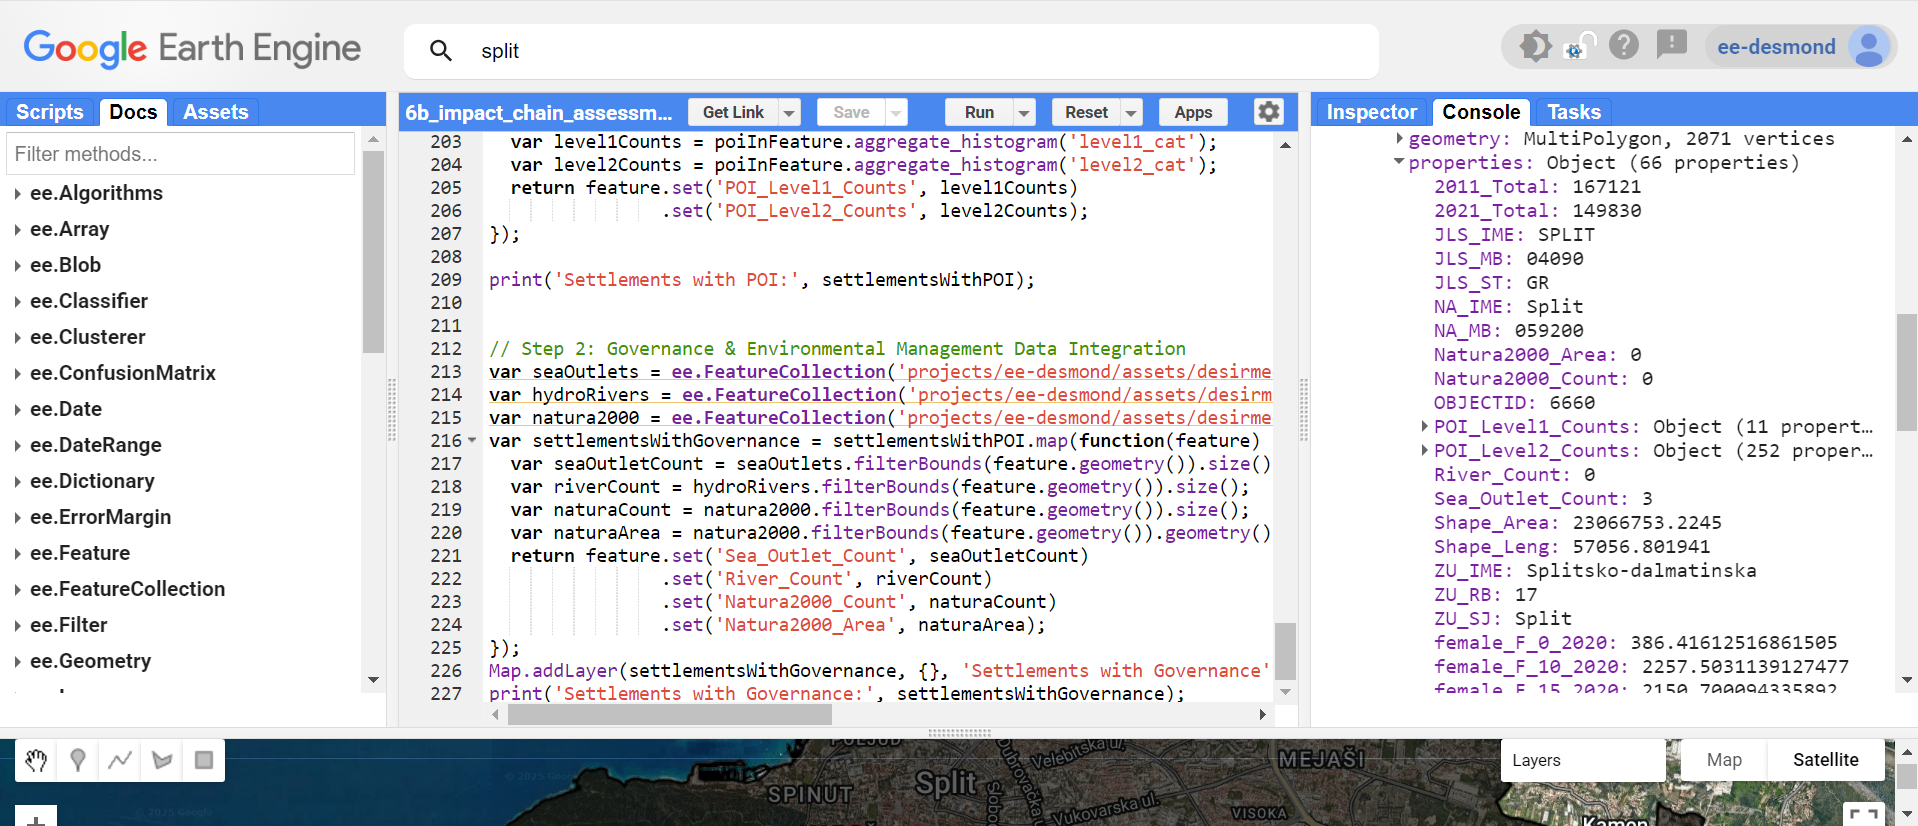 Google Earth Engine
split
ee-desmond
Scripts Docs Assets
Filter methods...
ee.Algorithms
ee.Array
ee.Blob
ee.Classifier
ee.Clusterer
ee.ConfusionMatrix
ee.Date
ee.DateRange
ee.Dictionary
ee.ErrorMargin
ee.Feature
ee.FeatureCollection
ee.Filter
ee.Geometry
6b_impact_chain_assessm... Get Link Save Run Reset Apps
203 var level1Counts = poiInFeature.aggregate_histogram('level1_cat');
204 var level2Counts = poiInFeature.aggregate_histogram('level2_cat');
205 return feature.set('POI_Level1_Counts', level1Counts)
206 .set('POI_Level2_Counts', level2Counts);
207 });
208
209 print('Settlements with POI:', settlementsWithPOI);
210
211
212 // Step 2: Governance & Environmental Management Data Integration
213 var seaOutlets = ee.FeatureCollection('projects/ee-desmond/assets/desirme
214 var hydroRivers = ee.FeatureCollection('projects/ee-desmond/assets/desirm
215 var natura2000 = ee.FeatureCollection('projects/ee-desmond/assets/desirme
216 var settlementsWithGovernance = settlementsWithPOI.map(function(feature)
217 var seaOutletCount = seaOutlets.filterBounds(feature.geometry()).size()
218 var riverCount = hydroRivers.filterBounds(feature.geometry()).size();
219 var naturaCount = natura2000.filterBounds(feature.geometry()).size();
220 var naturaArea = natura2000.filterBounds(feature.geometry()).geometry()
221 return feature.set('Sea_Outlet_Count', seaOutletCount)
222 .set('River_Count', riverCount)
223 .set('Natura2000_Count', naturaCount)
224 .set('Natura2000_Area', naturaArea);
225 });
226 Map.addLayer(settlementsWithGovernance, {}, 'Settlements with Governance'
227 print('Settlements with Governance:', settlementsWithGovernance);
Inspector Console Tasks
geometry: MultiPolygon, 2071 vertices
properties: Object (66 properties)
2011_Total: 167121
2021_Total: 149830
JLS_IME: SPLIT
JLS_MB: 04090
JLS_ST: GR
NA_IME: Split
NA_MB: 059200
Natura2000_Area: 0
Natura2000_Count: 0
OBJECTID: 6660
POI_Level1_Counts: Object (11 propert...
POI_Level2_Counts: Object (252 proper...
River_Count: 0
Sea_Outlet_Count: 3
Shape_Area: 23066753.2245
Shape_Leng: 57056.801941
ZU_IME: Splitsko-dalmatinska
ZU_RB: 17
ZU_SJ: Split
female_F_0_2020: 386.41612516861505
female_F_10_2020: 2257.5031139127477
female_F_15_2020: 2150.700094335892
Layers
Map Satellite
POLJUD
Velebitska ul.
MEJAŠI
Split
SPINUT
Dubrovačka
Vukovarska ul.
VISOKA
Kamen
© 2025 Google